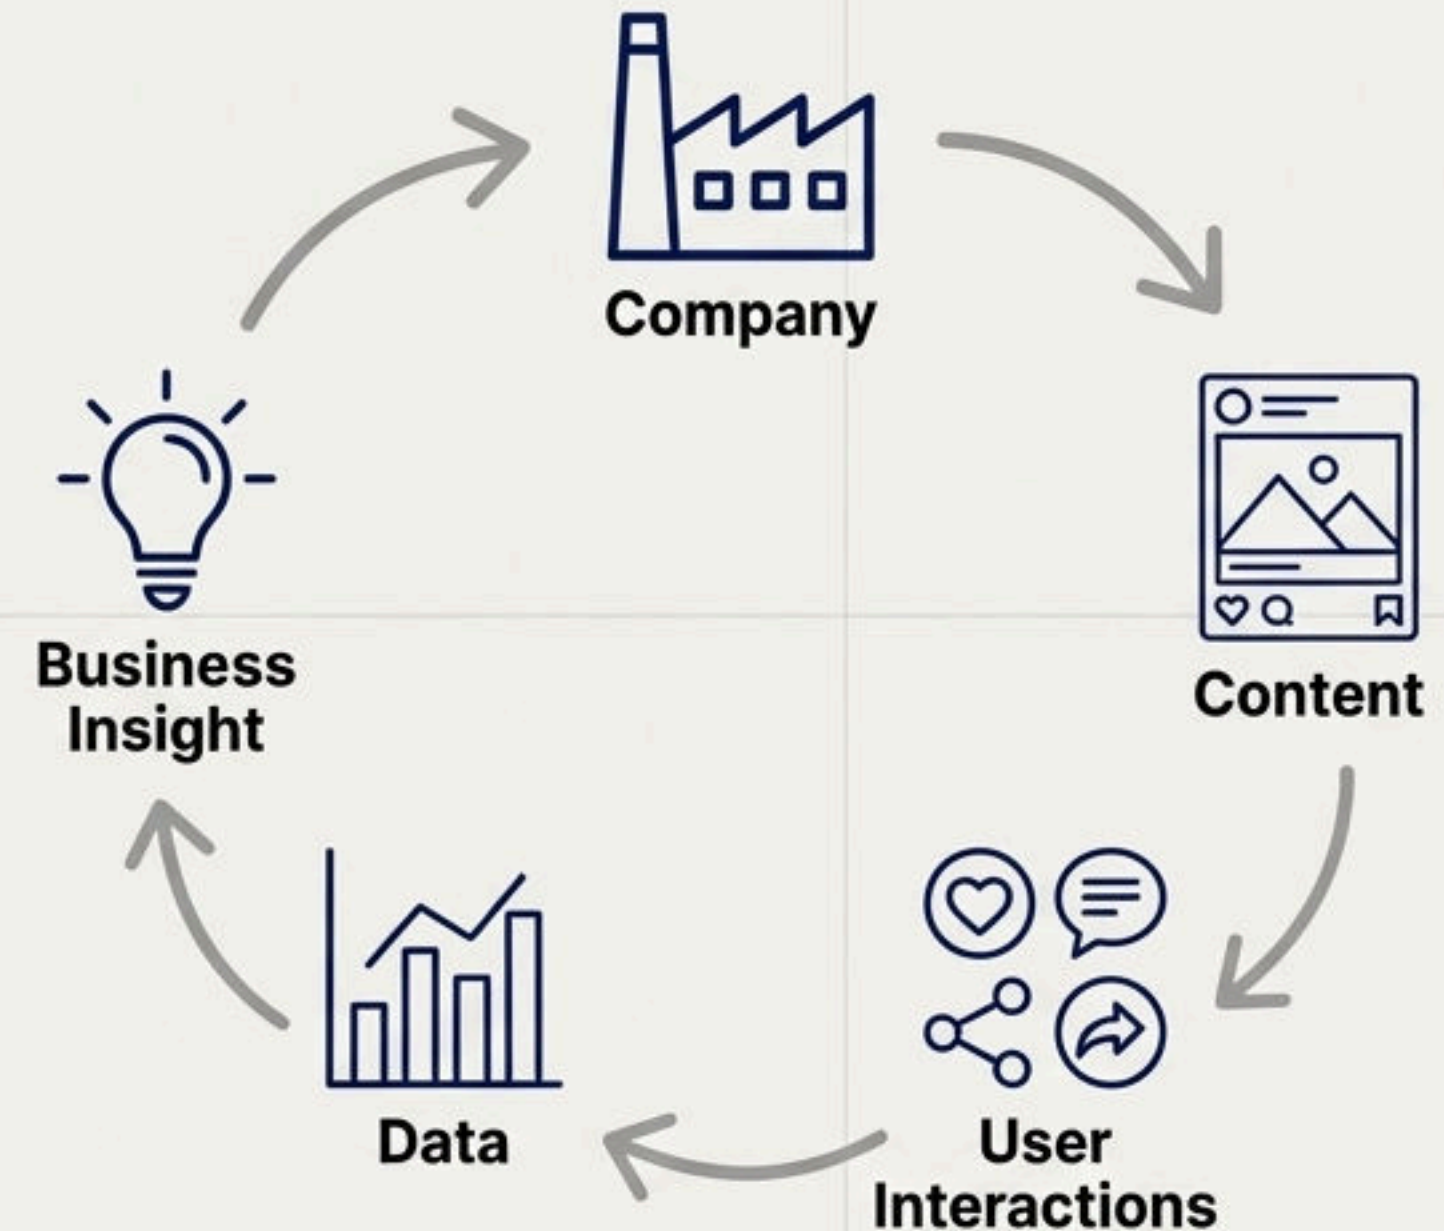 Company
Content
User
Interactions
Data
Business
Insight